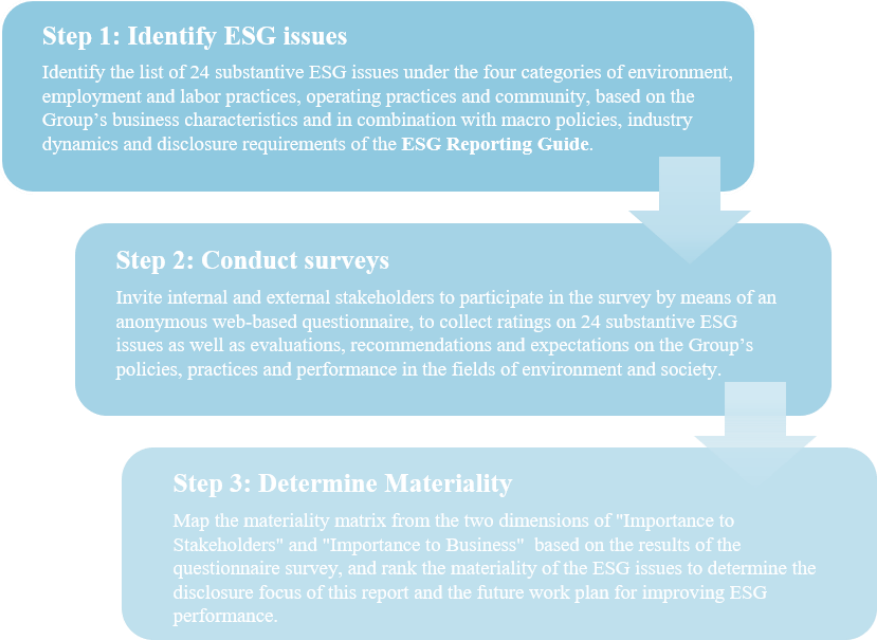 Step 1: Identify ESG issues
Identify the list of 24 substantive ESG issues under the four categories of environment,
employment and labor practices, operating practices and community, based on the
Group’s business characteristics and in combination with macro policies, industry
dynamics and disclosure requirements of the ESG Reporting Guide.
Step 2: Conduct surveys
Invite internal and external stakeholders to participate in the survey by means of an
anonymous web-based questionnaire, to collect ratings on 24 substantive ESG
issues as well as evaluations, recommendations and expectations on the Group’s
policies, practices and performance in the fields of environment and society.
Step 3: Determine Materiality
Map the materiality matrix from the two dimensions of "Importance to
Stakeholders" and "Importance to Business"  based on the results of the
questionnaire survey, and rank the materiality of the ESG issues to determine the
disclosure focus of this report and the future work plan for improving ESG
performance.